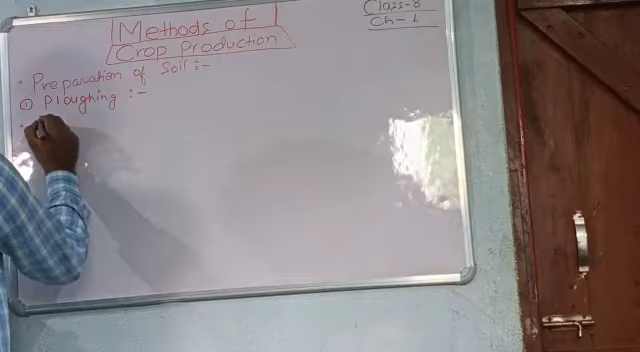 Methods of
Crop Production
Class-8
Ch-1
• Preparation of Soil :-
① Ploughing :-